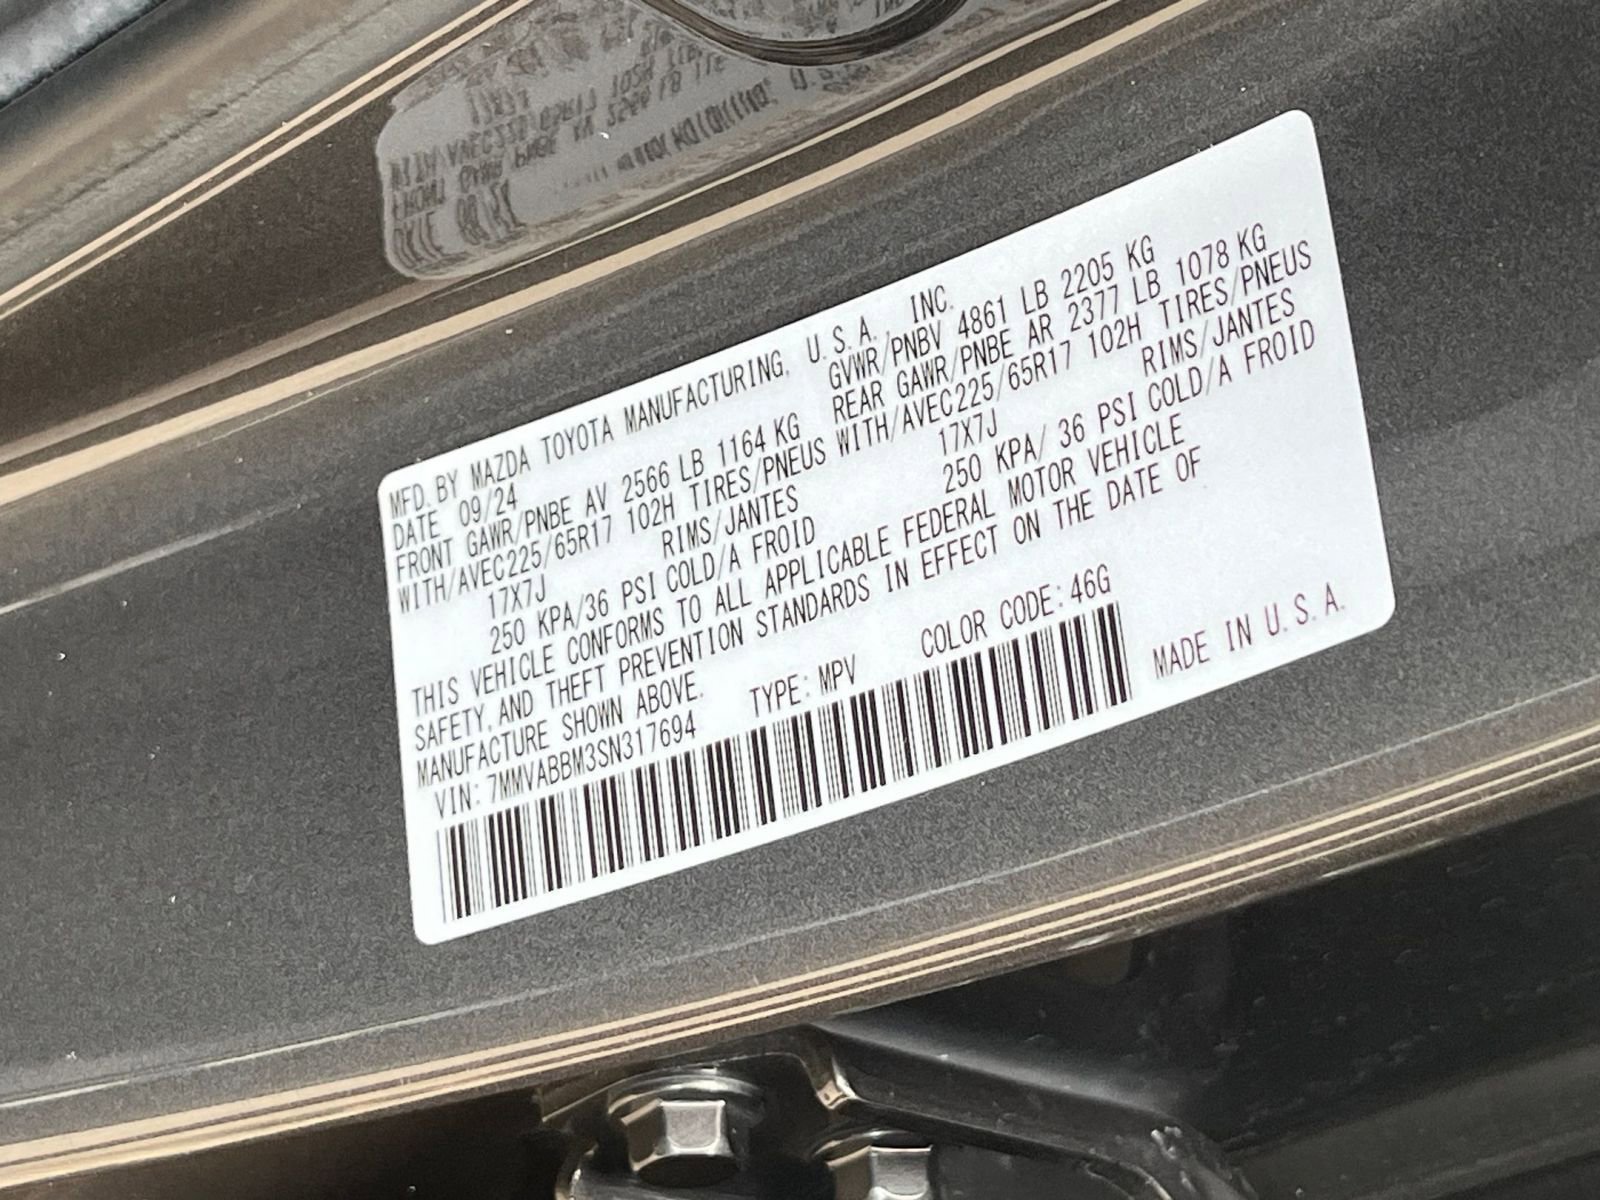 MFD. BY MAZDA TOYOTA MANUFACTURING, U.S.A., INC.
DATE 09/24 GVWR/PNBV 4861 LB 2205 KG
FRONT GAWR/PNBE AV 2566 LB 1164 KG REAR GAWR/PNBE AR 2377 LB 1078 KG
WITH/AVEC225/65R17 102H TIRES/PNEUS WITH/AVEC225/65R17 102H TIRES/PNEUS
17X7J RIMS/JANTES 17X7J RIMS/JANTES
250 KPA/36 PSI COLD/A FROID 250 KPA/ 36 PSI COLD/A FROID
THIS VEHICLE CONFORMS TO ALL APPLICABLE FEDERAL MOTOR VEHICLE
SAFETY, AND THEFT PREVENTION STANDARDS IN EFFECT ON THE DATE OF
MANUFACTURE SHOWN ABOVE.
VIN: 7MMVABBM3SN317694 TYPE: MPV COLOR CODE: 46G
MADE IN U.S.A.